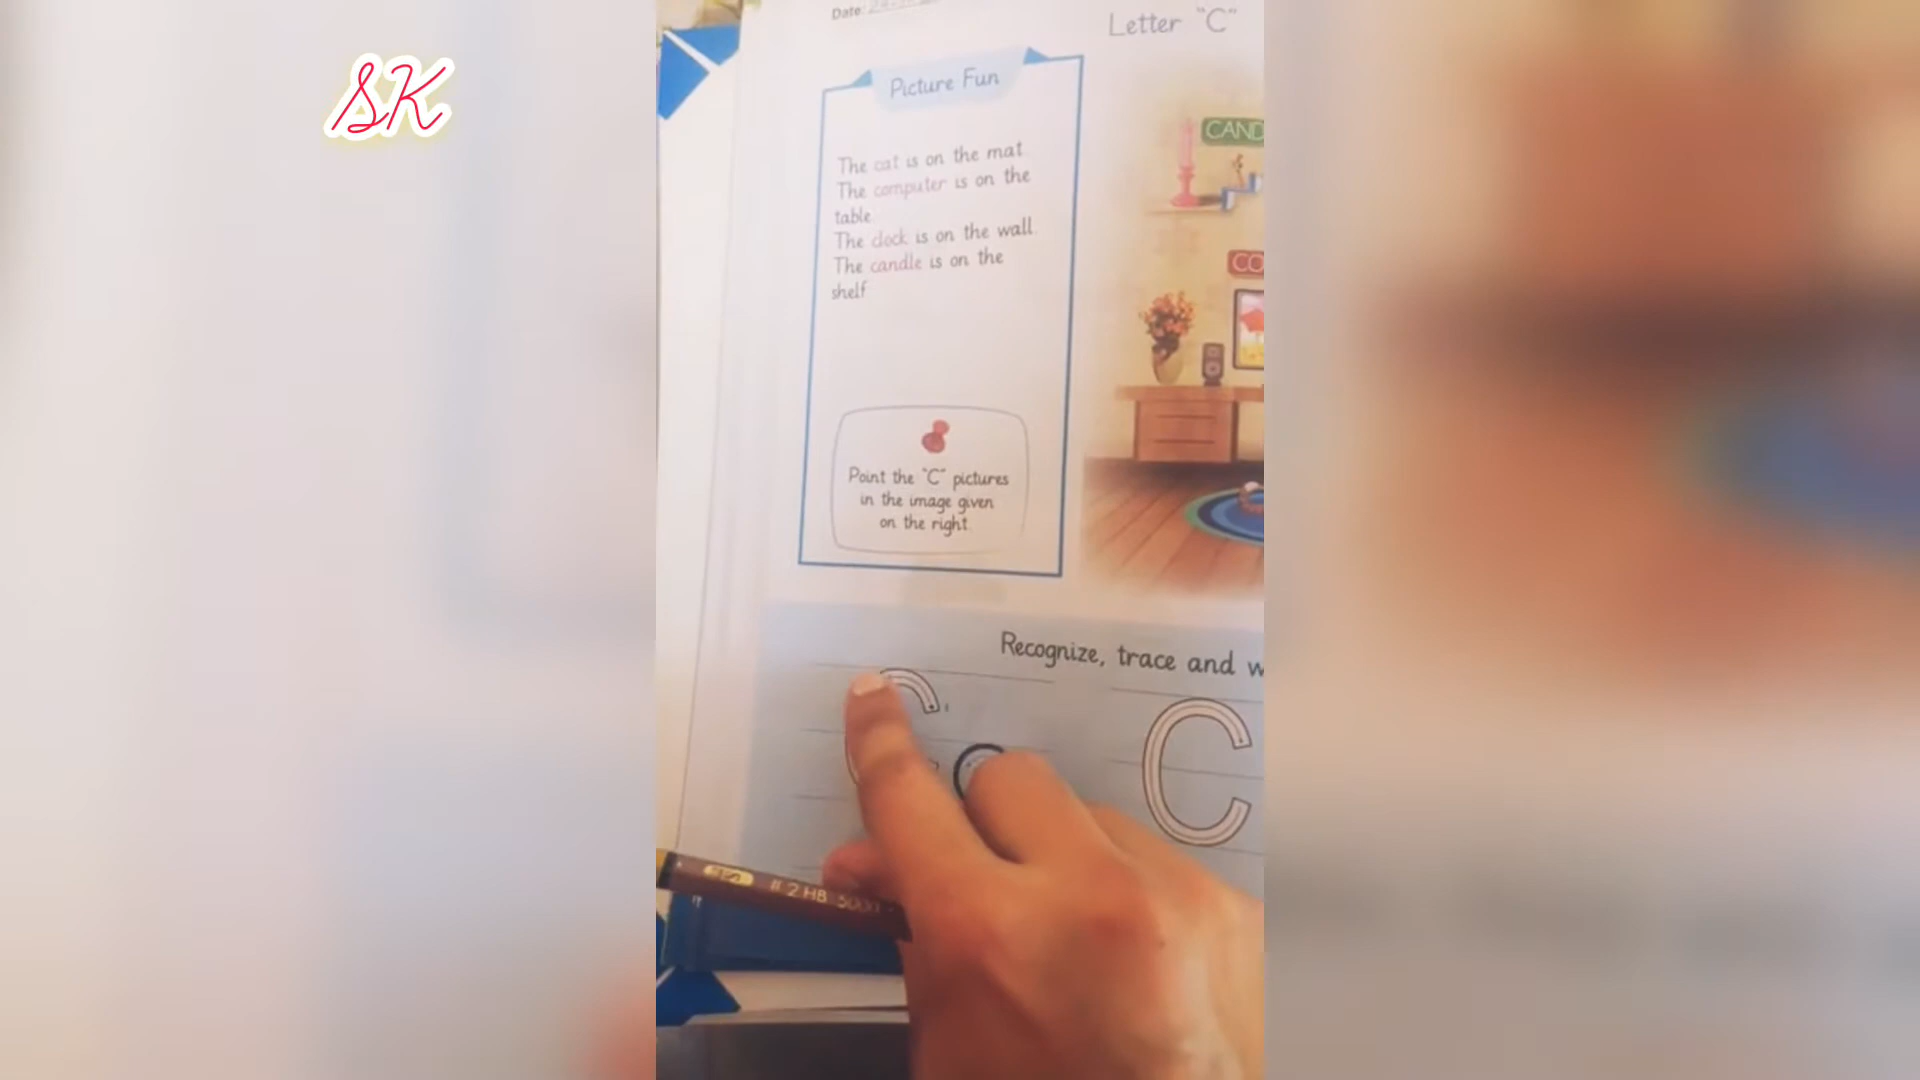 SK
Date:
Letter "C"
Picture Fun
The cat is on the mat.
The computer is on the
table.
The clock is on the wall.
The candle is on the
shelf
CAND
CO
Point the "C" pictures
in the image given
on the right.
Recognize, trace and w
C
# 2 HB 5000